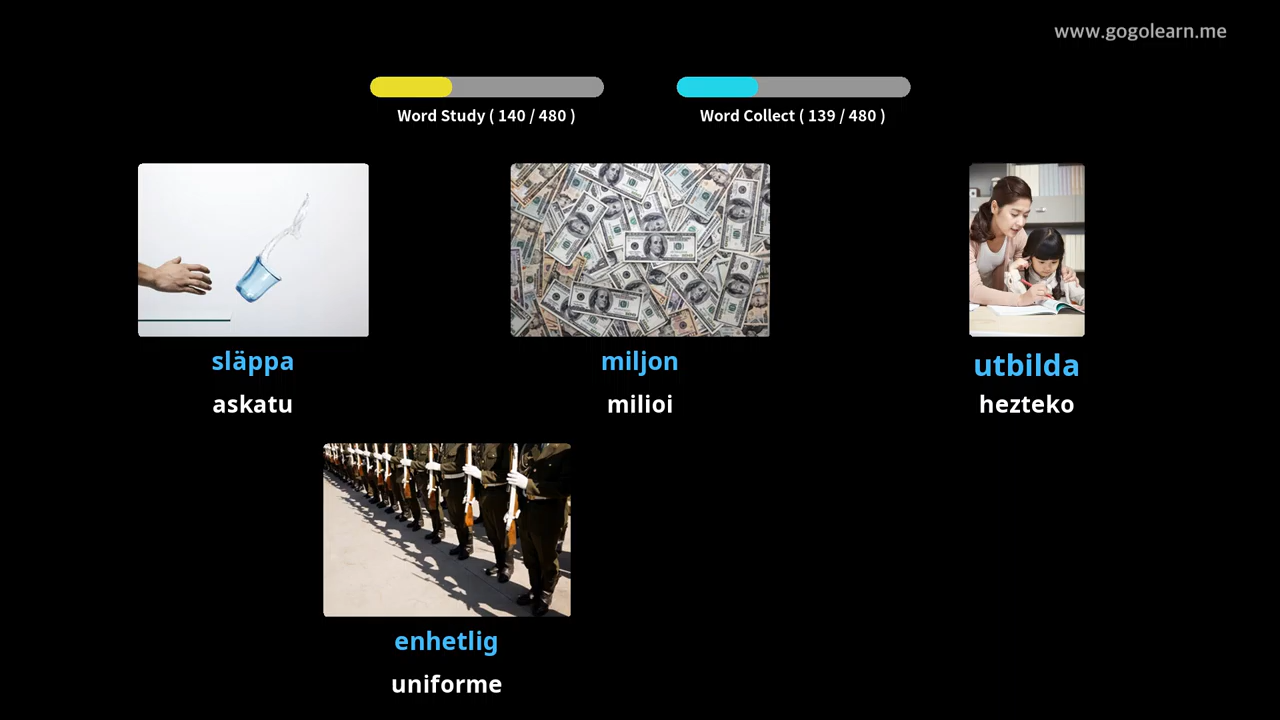 www.gogolearn.me
Word Study ( 140 / 480 )
Word Collect ( 139 / 480 )
släppa
askatu
miljon
milioi
utbilda
hezteko
enhetlig
uniforme